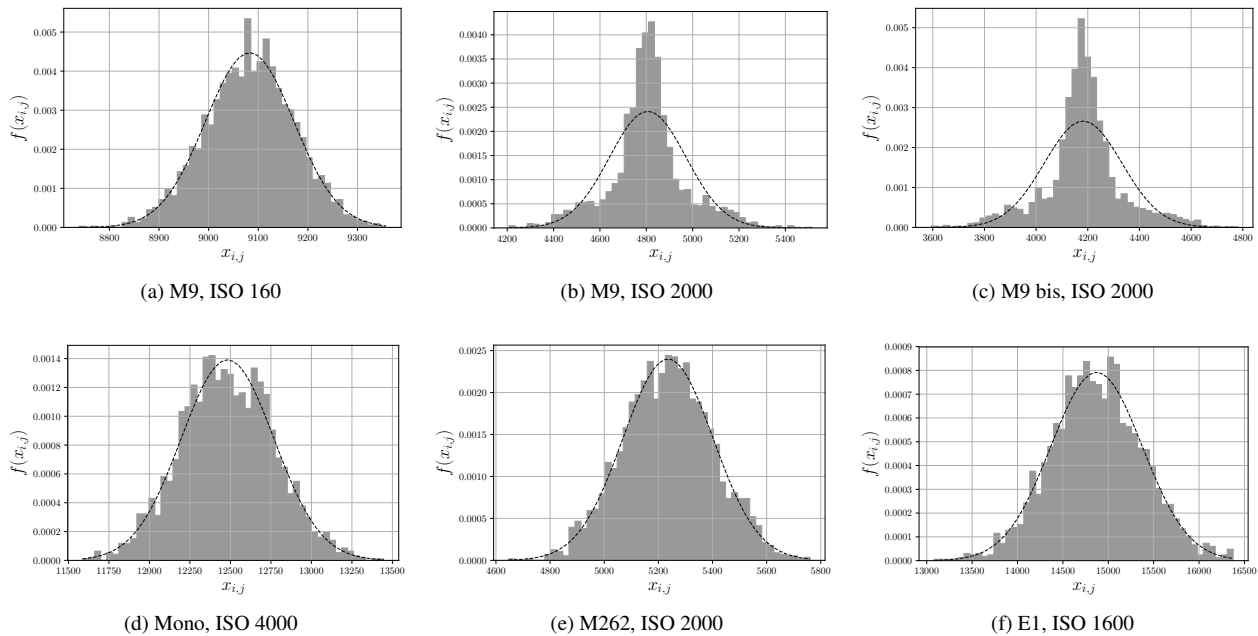 0.005
0.004
0.003
0.002
0.001
0.000
f(x_{i,j})
8800 8900 9000 9100 9200 9300
x_{i,j}
(a) M9, ISO 160
0.0040
0.0035
0.0030
0.0025
0.0020
0.0015
0.0010
0.0005
0.0000
f(x_{i,j})
4200 4400 4600 4800 5000 5200 5400
x_{i,j}
(b) M9, ISO 2000
0.005
0.004
0.003
0.002
0.001
0.000
f(x_{i,j})
3600 3800 4000 4200 4400 4600 4800
x_{i,j}
(c) M9 bis, ISO 2000
0.0014
0.0012
0.0010
0.0008
0.0006
0.0004
0.0002
0.0000
f(x_{i,j})
11500 11750 12000 12250 12500 12750 13000 13250 13500
x_{i,j}
(d) Mono, ISO 4000
0.0025
0.0020
0.0015
0.0010
0.0005
0.0000
f(x_{i,j})
4600 4800 5000 5200 5400 5600 5800
x_{i,j}
(e) M262, ISO 2000
0.0009
0.0008
0.0007
0.0006
0.0005
0.0004
0.0003
0.0002
0.0001
0.0000
f(x_{i,j})
13000 13500 14000 14500 15000 15500 16000 16500
x_{i,j}
(f) E1, ISO 1600